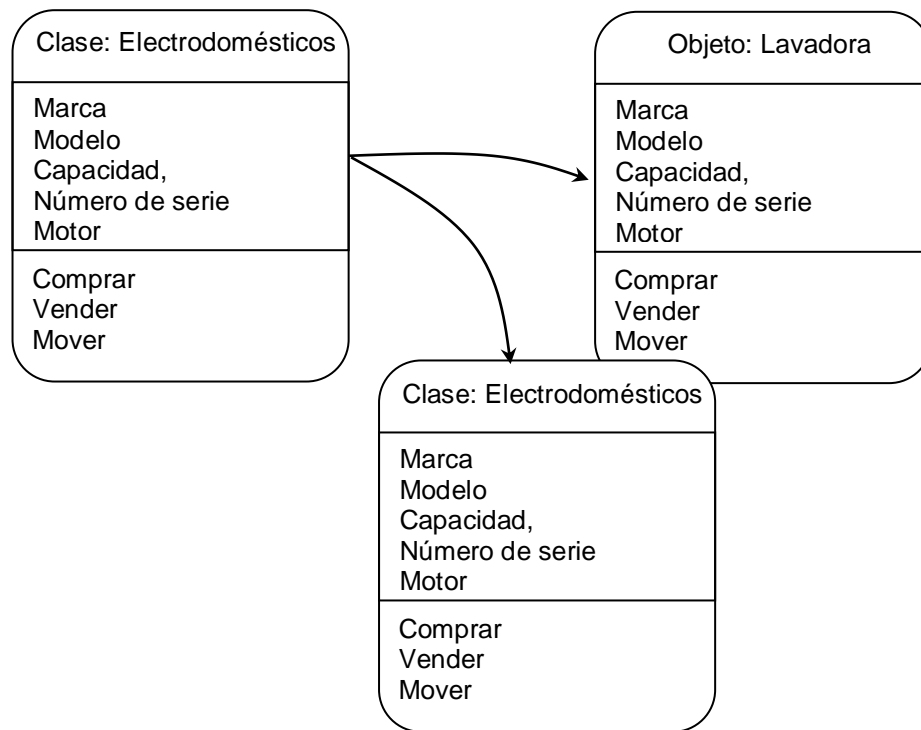 Clase: Electrodomésticos
Marca
Modelo
Capacidad,
Número de serie
Motor
Comprar
Vender
Mover
Objeto: Lavadora
Marca
Modelo
Capacidad,
Número de serie
Motor
Comprar
Vender
Mover
Clase: Electrodomésticos
Marca
Modelo
Capacidad,
Número de serie
Motor
Comprar
Vender
Mover